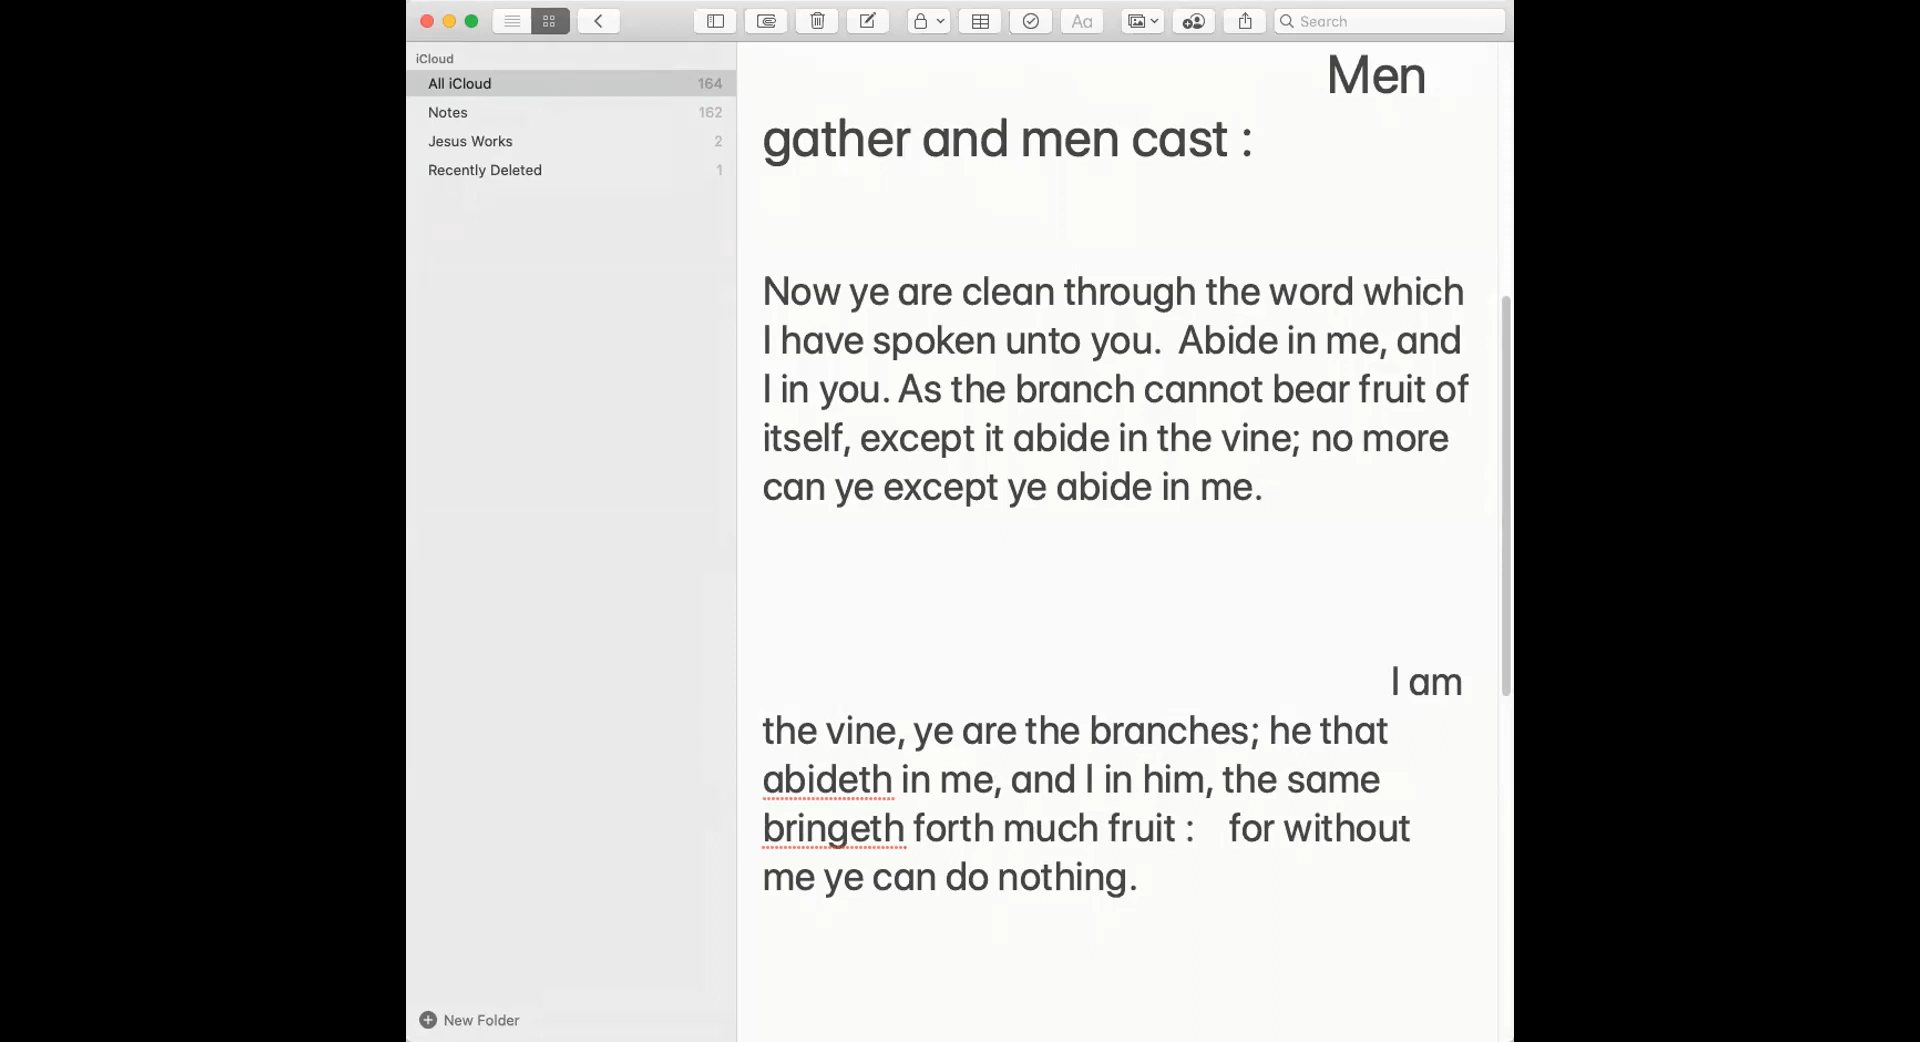 Search
iCloud
All iCloud 164
Notes 162
Jesus Works 2
Recently Deleted 1
New Folder
Aa
Men
gather and men cast :
Now ye are clean through the word which
I have spoken unto you.  Abide in me, and
I in you. As the branch cannot bear fruit of
itself, except it abide in the vine; no more
can ye except ye abide in me.
I am
the vine, ye are the branches; he that
abideth in me, and I in him, the same
bringeth forth much fruit :   for without
me ye can do nothing.